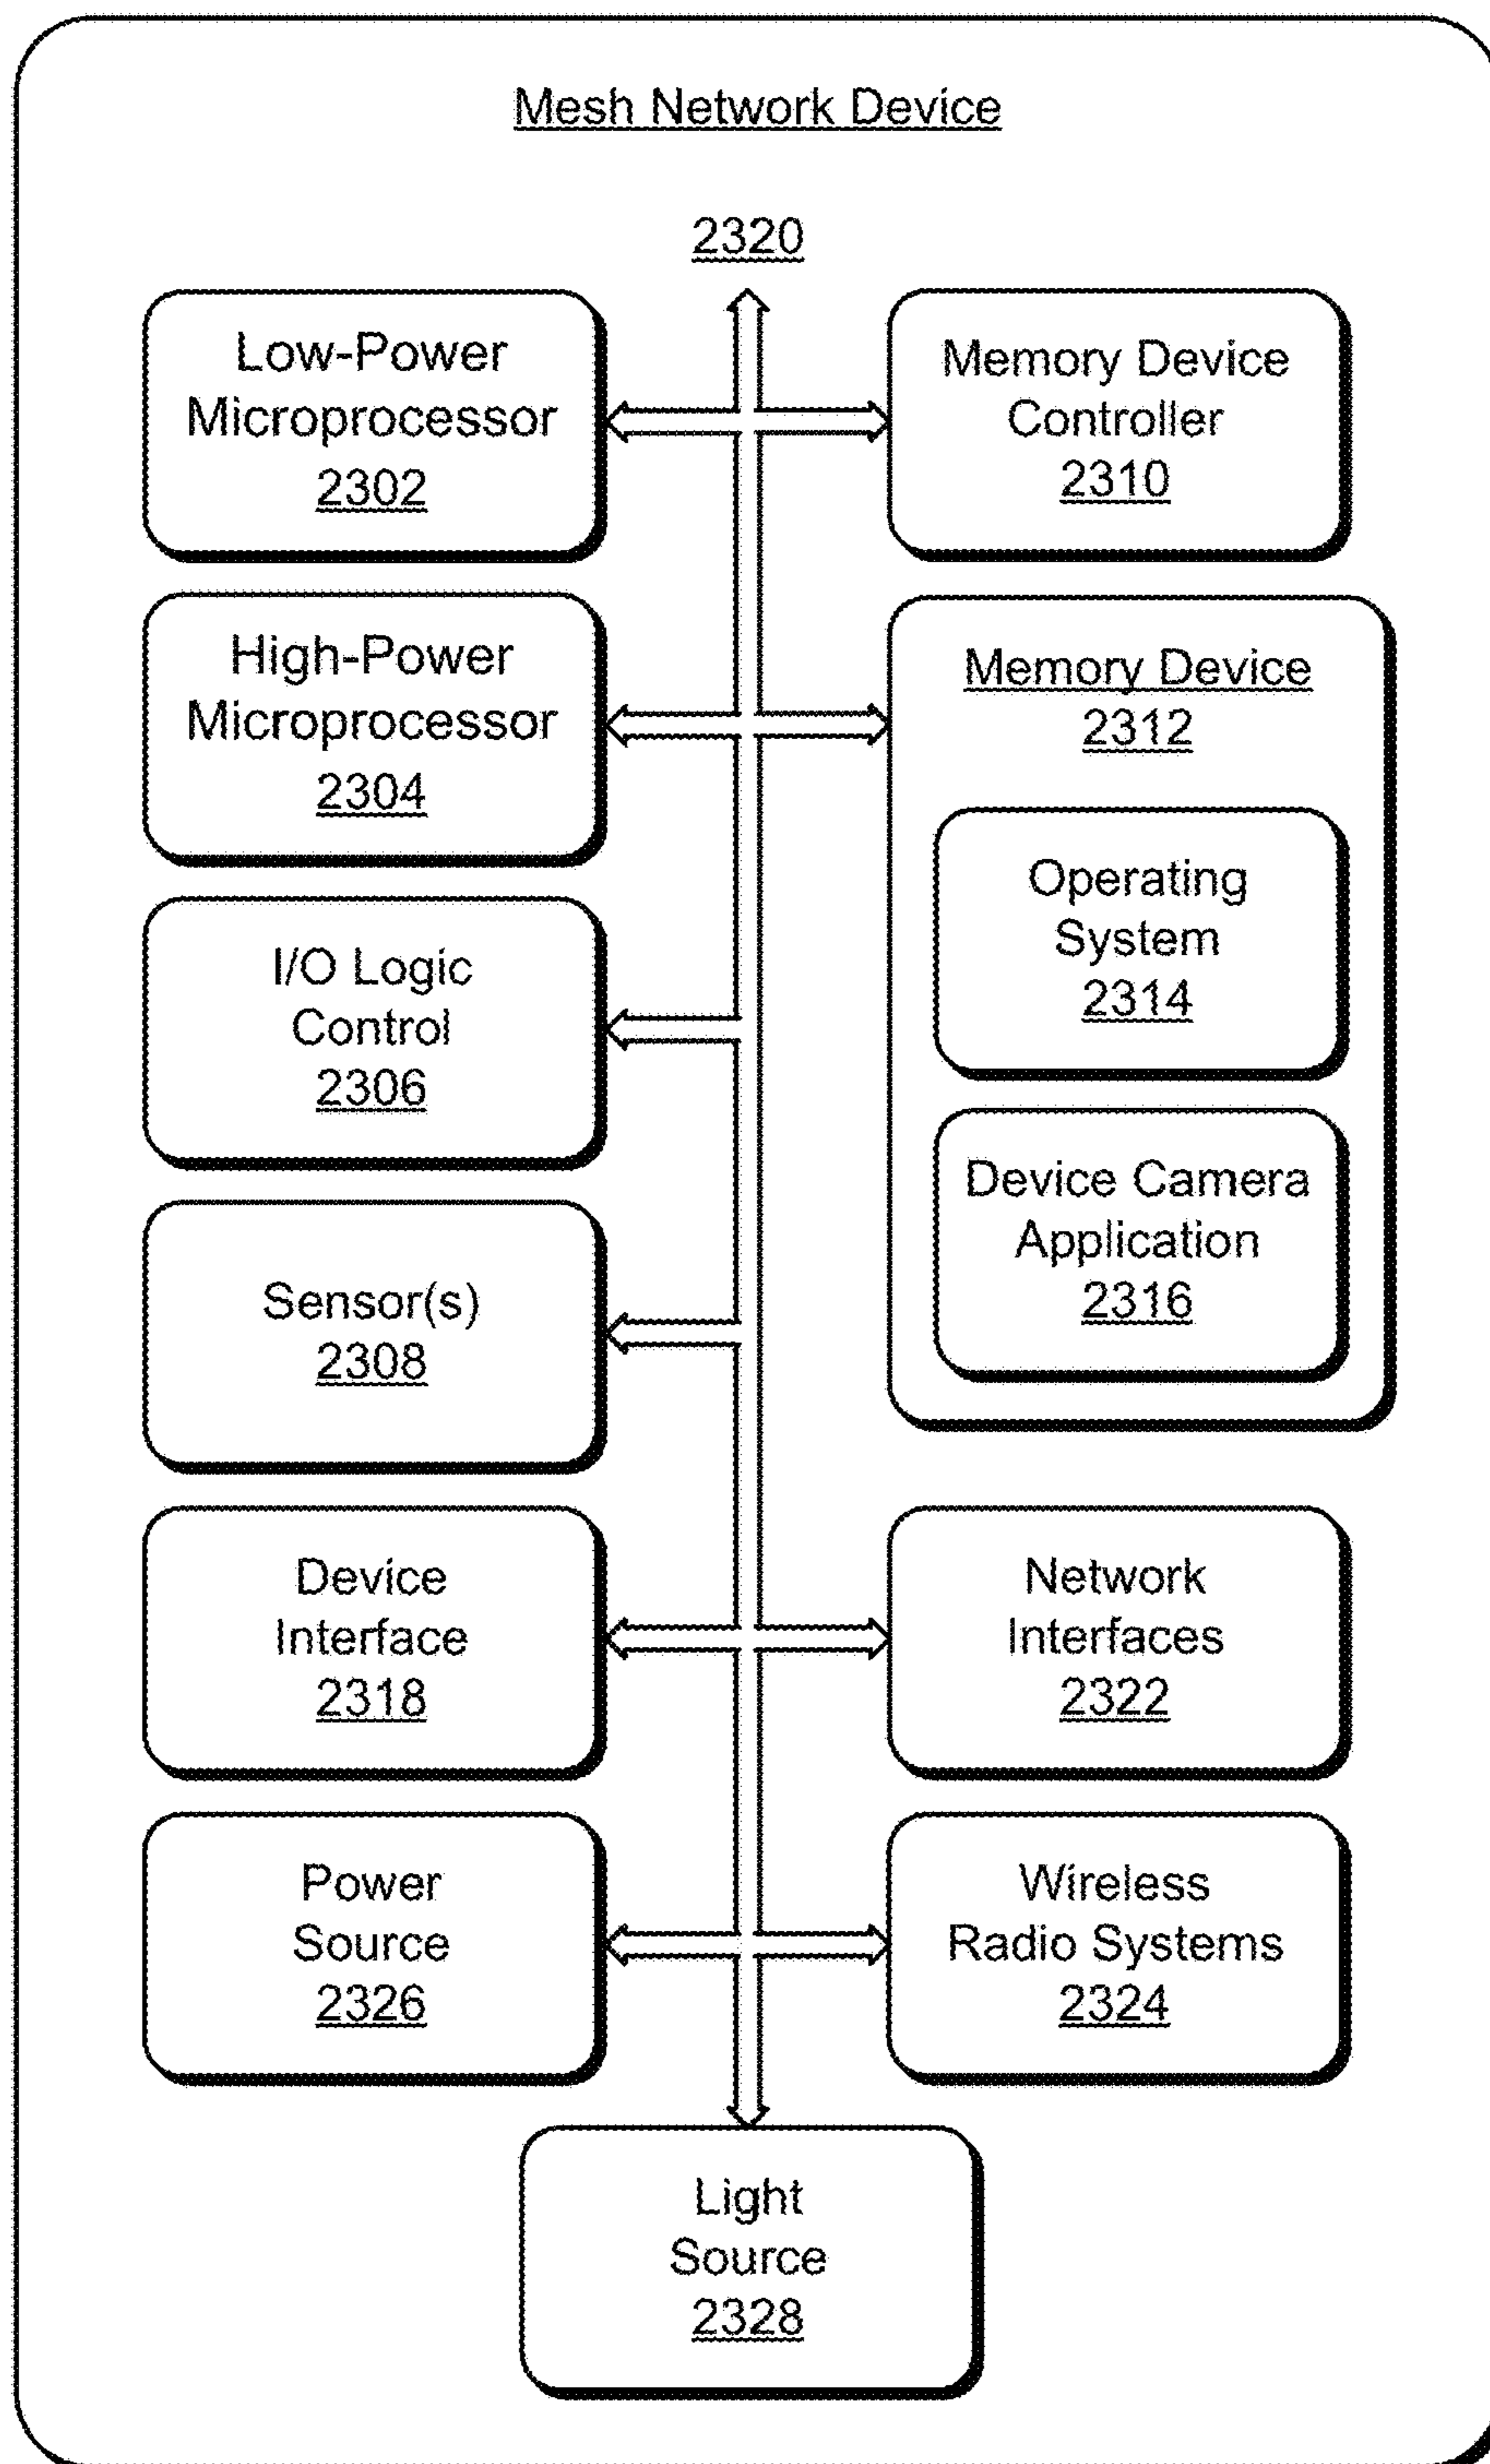 Mesh Network Device
2320
Low-Power
Microprocessor
2302
Memory Device
Controller
2310
High-Power
Microprocessor
2304
Memory Device
2312
Operating
System
2314
I/O Logic
Control
2306
Device Camera
Application
2316
Sensor(s)
2308
Device
Interface
2318
Network
Interfaces
2322
Power
Source
2326
Wireless
Radio Systems
2324
Light
Source
2328